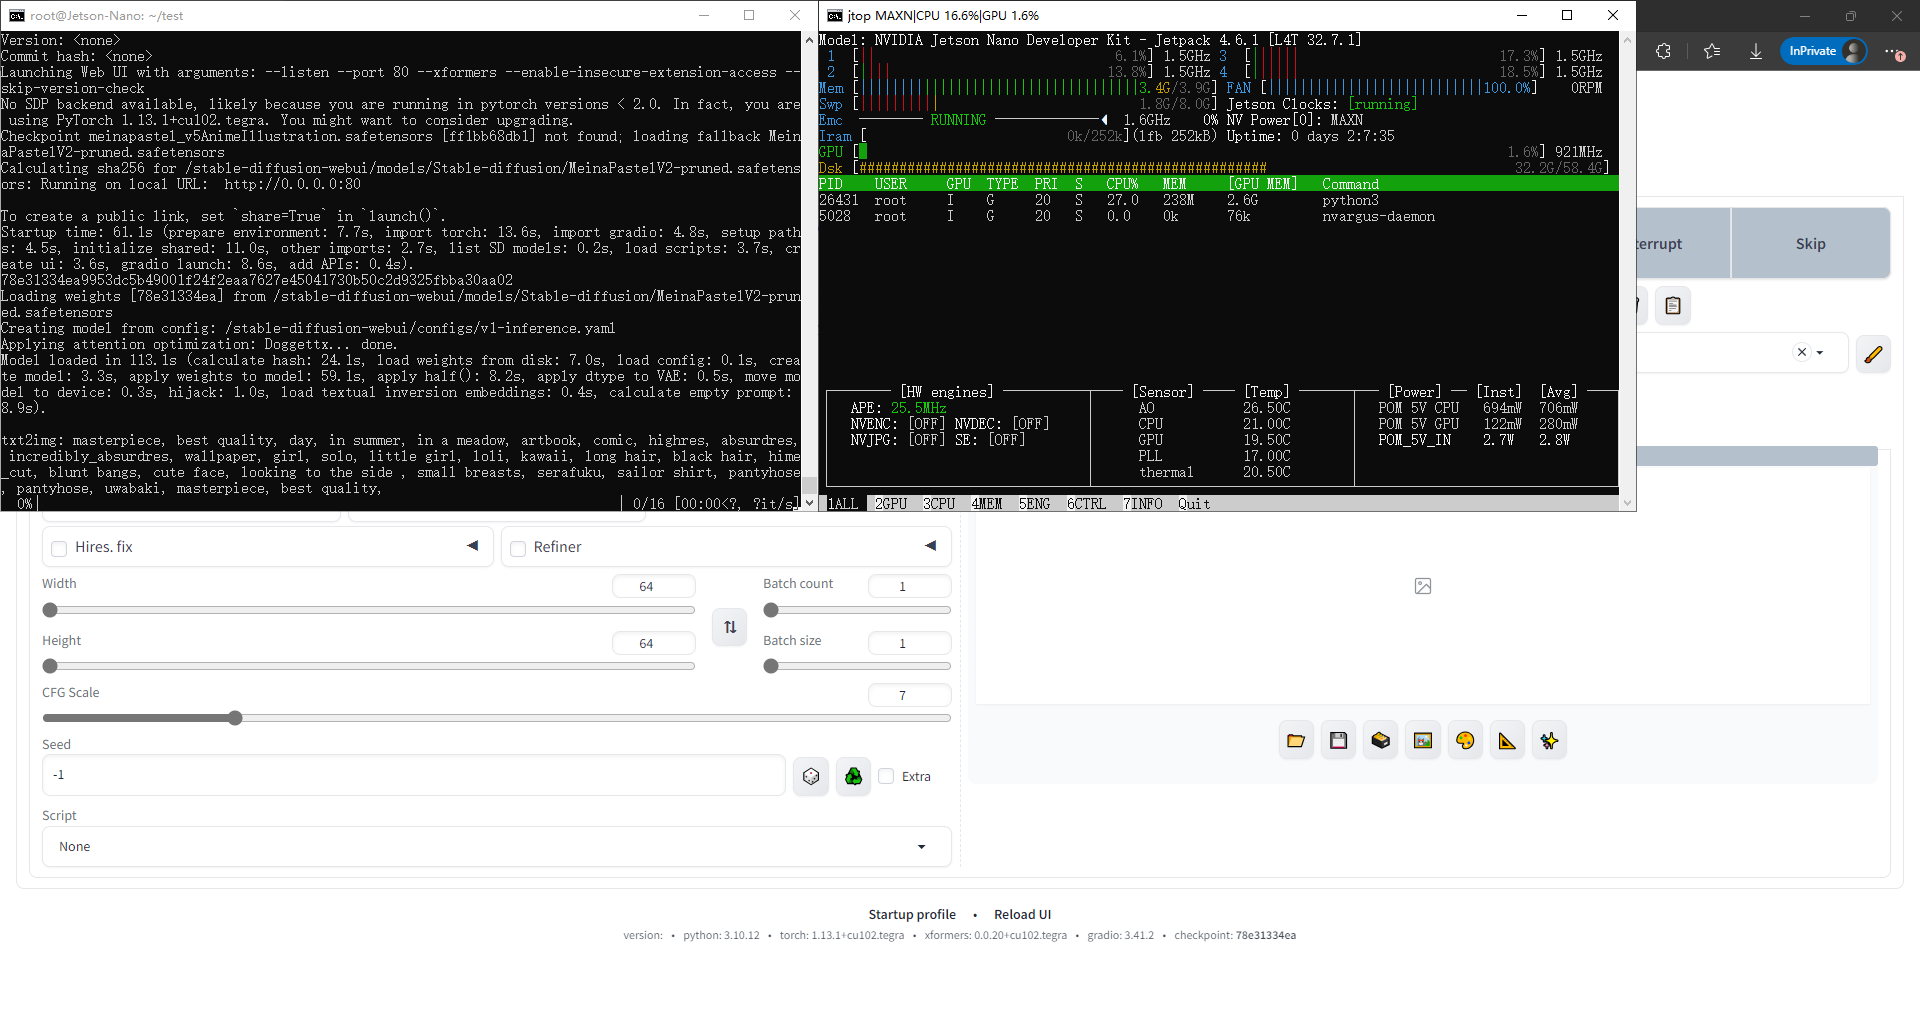 root@Jetson-Nano: ~/test
Version: <none>
Commit hash: <none>
Launching Web UI with arguments: --listen --port 80 --xformers --enable-insecure-extension-access --
skip-version-check
No SDP backend available, likely because you are running in pytorch versions < 2.0. In fact, you are
using PyTorch 1.13.1+cu102.tegra. You might want to consider upgrading.
Checkpoint meinapastel_v5AnimeIllustration.safetensors [ff1bb68db1] not found; loading fallback Mein
aPastelV2-pruned.safetensors
Calculating sha256 for /stable-diffusion-webui/models/Stable-diffusion/MeinaPastelV2-pruned.safetens
ors: Running on local URL:  http://0.0.0.0:80
To create a public link, set `share=True` in `launch()`.
Startup time: 61.1s (prepare environment: 7.7s, import torch: 13.6s, import gradio: 4.8s, setup path
s: 4.5s, initialize shared: 11.0s, other imports: 2.7s, list SD models: 0.2s, load scripts: 3.7s, cr
eate ui: 3.6s, gradio launch: 8.6s, add APIs: 0.4s).
78e31334ea9953dc5b49001f24f2eaa7627e45041730b50c2d9325fbba30aa02
Loading weights [78e31334ea] from /stable-diffusion-webui/models/Stable-diffusion/MeinaPastelV2-prun
ed.safetensors
Creating model from config: /stable-diffusion-webui/configs/v1-inference.yaml
Applying attention optimization: Doggettx... done.
Model loaded in 113.1s (calculate hash: 24.1s, load weights from disk: 7.0s, load config: 0.1s, crea
te model: 3.3s, apply weights to model: 59.1s, apply half(): 8.2s, apply dtype to VAE: 0.5s, move mo
del to device: 0.3s, hijack: 1.0s, load textual inversion embeddings: 0.4s, calculate empty prompt:
8.9s).
txt2img: masterpiece, best quality, day, in summer, in a meadow, artbook, comic, highres, absurdres,
incredibly_absurdres, wallpaper, girl, solo, little girl, loli, kawaii, long hair, black hair, hime
_cut, blunt bangs, cute face, looking to the side , small breasts, serafuku, sailor shirt, pantyhose
, pantyhose, uwabaki, masterpiece, best quality,
0%| | 0/16 [00:00<?, ?it/s]
jtop MAXN|CPU 16.6%|GPU 1.6%
Model: NVIDIA Jetson Nano Developer Kit - Jetpack 4.6.1 [L4T 32.7.1]
1 [ 6.1%] 1.5GHz 3 [ 17.3%] 1.5GHz
2 [ 13.8%] 1.5GHz 4 [ 18.5%] 1.5GHz
Mem [ 3.4G/3.9G] FAN [ 100.0%] 0RPM
Swp [ 1.8G/8.0G] Jetson Clocks: [running]
Emc RUNNING 1.6GHz 0% NV Power[0]: MAXN
Iram [ 0k/252k](lfb 252kB) Uptime: 0 days 2:7:35
GPU [ 1.6%] 921MHz
Dsk [################################################### 32.2G/58.4G]
PID USER GPU TYPE PRI S CPU% MEM [GPU MEM] Command
26431 root I G 20 S 27.0 238M 2.6G python3
5028 root I G 20 S 0.0 0k 76k nvargus-daemon
[HW engines] [Sensor] [Temp] [Power] [Inst] [Avg]
APE: 25.5MHz AO 26.50C POM_5V_CPU 694mW 706mW
NVENC: [OFF] NVDEC: [OFF] CPU 21.00C POM_5V_GPU 122mW 280mW
NVJPG: [OFF] SE: [OFF] GPU 19.50C POM_5V_IN 2.7W 2.8W
PLL 17.00C
thermal 20.50C
1ALL 2GPU 3CPU 4MEM 5ENG 6CTRL 7INFO Quit
InPrivate
terrupt
Skip
Hires. fix
Refiner
Width
64
Batch count
1
Height
64
Batch size
1
CFG Scale
7
Seed
-1
Extra
Script
None
Startup profile • Reload UI
version: • python: 3.10.12 • torch: 1.13.1+cu102.tegra • xformers: 0.0.20+cu102.tegra • gradio: 3.41.2 • checkpoint: 78e31334ea